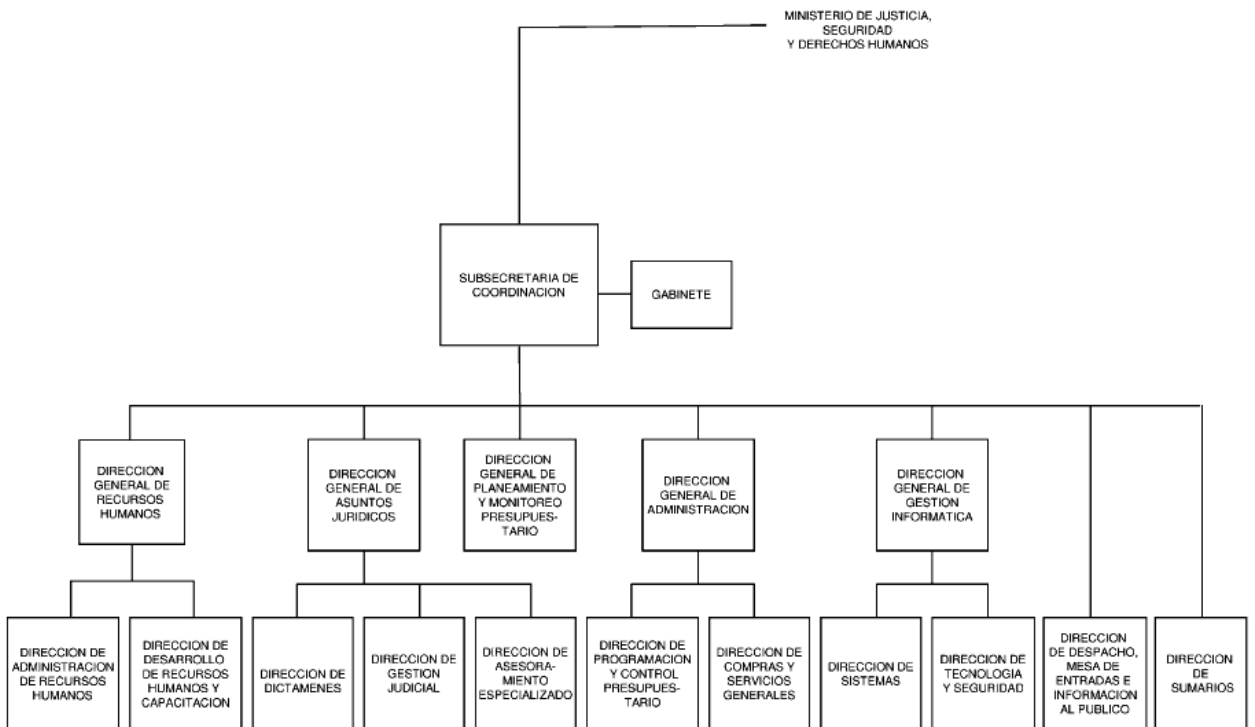 MINISTERIO DE JUSTICIA,
SEGURIDAD
Y DERECHOS HUMANOS
SUBSECRETARIA DE
COORDINACION
GABINETE
DIRECCION
GENERAL DE
RECURSOS
HUMANOS
DIRECCION
GENERAL DE
ASUNTOS
JURIDICOS
DIRECCION
GENERAL DE
PLANEAMIENTO
Y MONITOREO
PRESUPUES-
TARIO
DIRECCION
GENERAL DE
ADMINISTRACION
DIRECCION
GENERAL DE
GESTION
INFORMATICA
DIRECCION DE
ADMINISTRACION
DE RECURSOS
HUMANOS
DIRECCION DE
DESARROLLO
DE RECURSOS
HUMANOS Y
CAPACITACION
DIRECCION DE
DICTAMENES
DIRECCION DE
GESTION
JUDICIAL
DIRECCION DE
ASESORA-
MIENTO
ESPECIALIZADO
DIRECCION DE
PROGRAMACION
Y CONTROL
PRESUPUES-
TARIO
DIRECCION DE
COMPRAS Y
SERVICIOS
GENERALES
DIRECCION DE
SISTEMAS
DIRECCION DE
TECNOLOGIA
Y SEGURIDAD
DIRECCION
DE DESPACHO,
MESA DE
ENTRADAS E
INFORMACION
AL PUBLICO
DIRECCION
DE
SUMARIOS